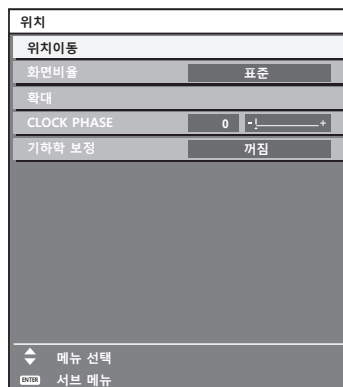 위치
위치이동
화면비율 표준
확대
CLOCK PHASE 0 - +
기하학 보정 꺼짐
메뉴 선택
ENTER 서브 메뉴